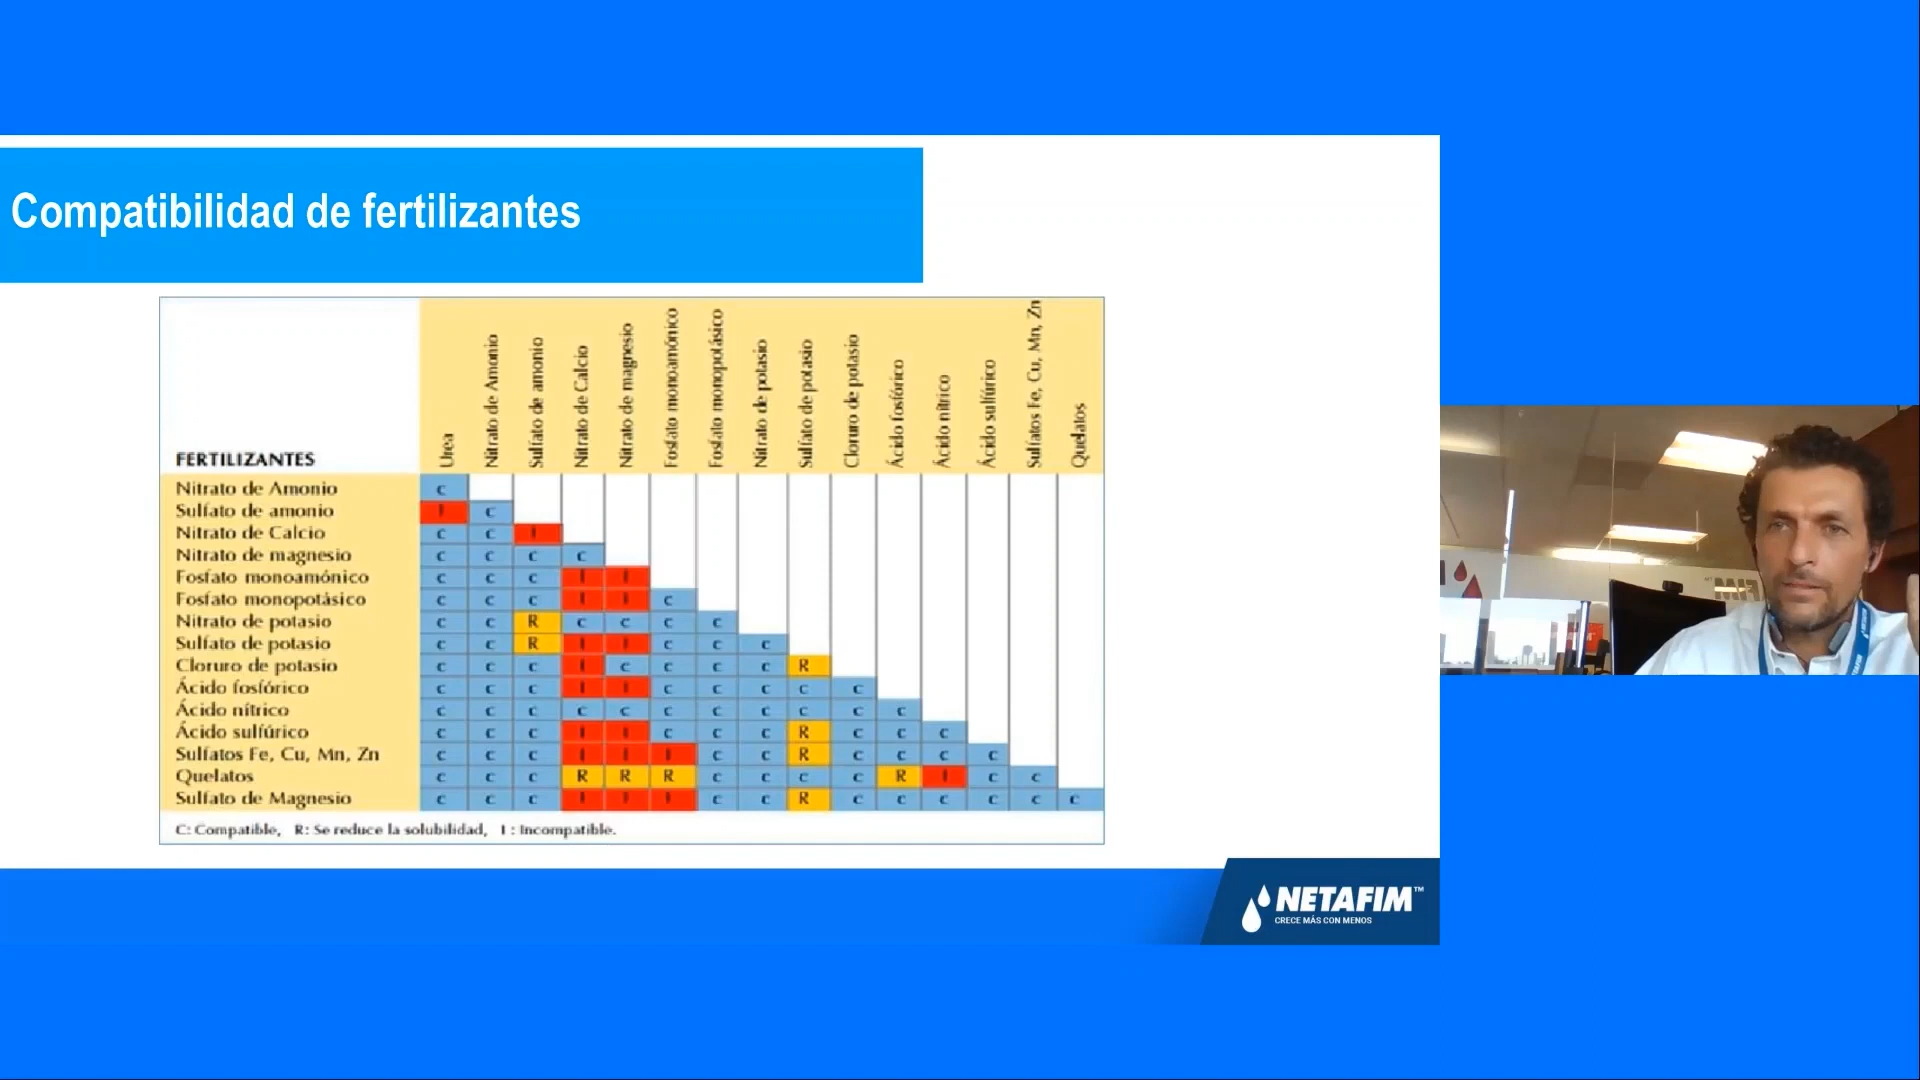 Compatibilidad de fertilizantes
FERTILIZANTES
Urea
Nitrato de Amonio
Sulfato de amonio
Nitrato de Calcio
Nitrato de magnesio
Fosfato monoamónico
Fosfato monopotásico
Nitrato de potasio
Sulfato de potasio
Cloruro de potasio
Ácido fosfórico
Ácido nítrico
Ácido sulfúrico
Sulfatos Fe, Cu, Mn, Zn
Quelatos
Nitrato de Amonio C
Sulfato de amonio I C
Nitrato de Calcio C C I
Nitrato de magnesio C C C C
Fosfato monoamónico C C C I I
Fosfato monopotásico C C C I I C
Nitrato de potasio C C R C C C C
Sulfato de potasio C C R I I C C C
Cloruro de potasio C C C I C C C C R
Ácido fosfórico C C C I I C C C C C
Ácido nítrico C C C C C C C C C C C
Ácido sulfúrico C C C I I C C C R C C C
Sulfatos Fe, Cu, Mn, Zn C C C I I I C C R C C C C
Quelatos C C C R R R C C C C R I C C
Sulfato de Magnesio C C C I I I C C R C C C C C C
C: Compatible, R: Se reduce la solubilidad, I : Incompatible.
NETAFIM™
CRECE MÁS CON MENOS